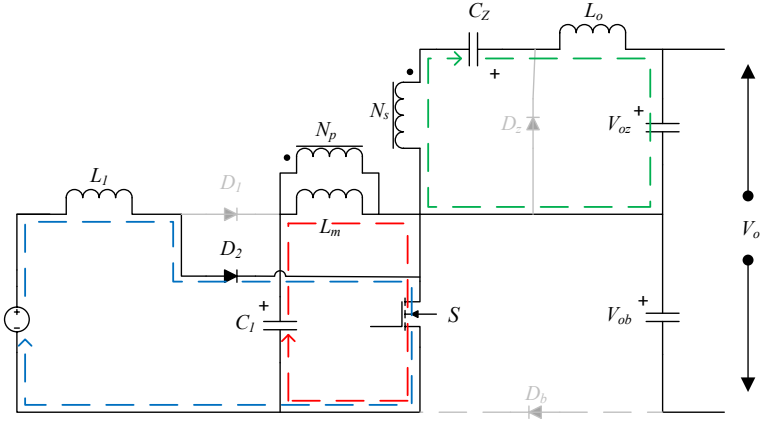 C_Z
L_o
N_s
D_z
V_oz
+
+
N_p
L_1
D_1
L_m
V_o
D_2
+
C_1
S
+
V_ob
+
−
D_b